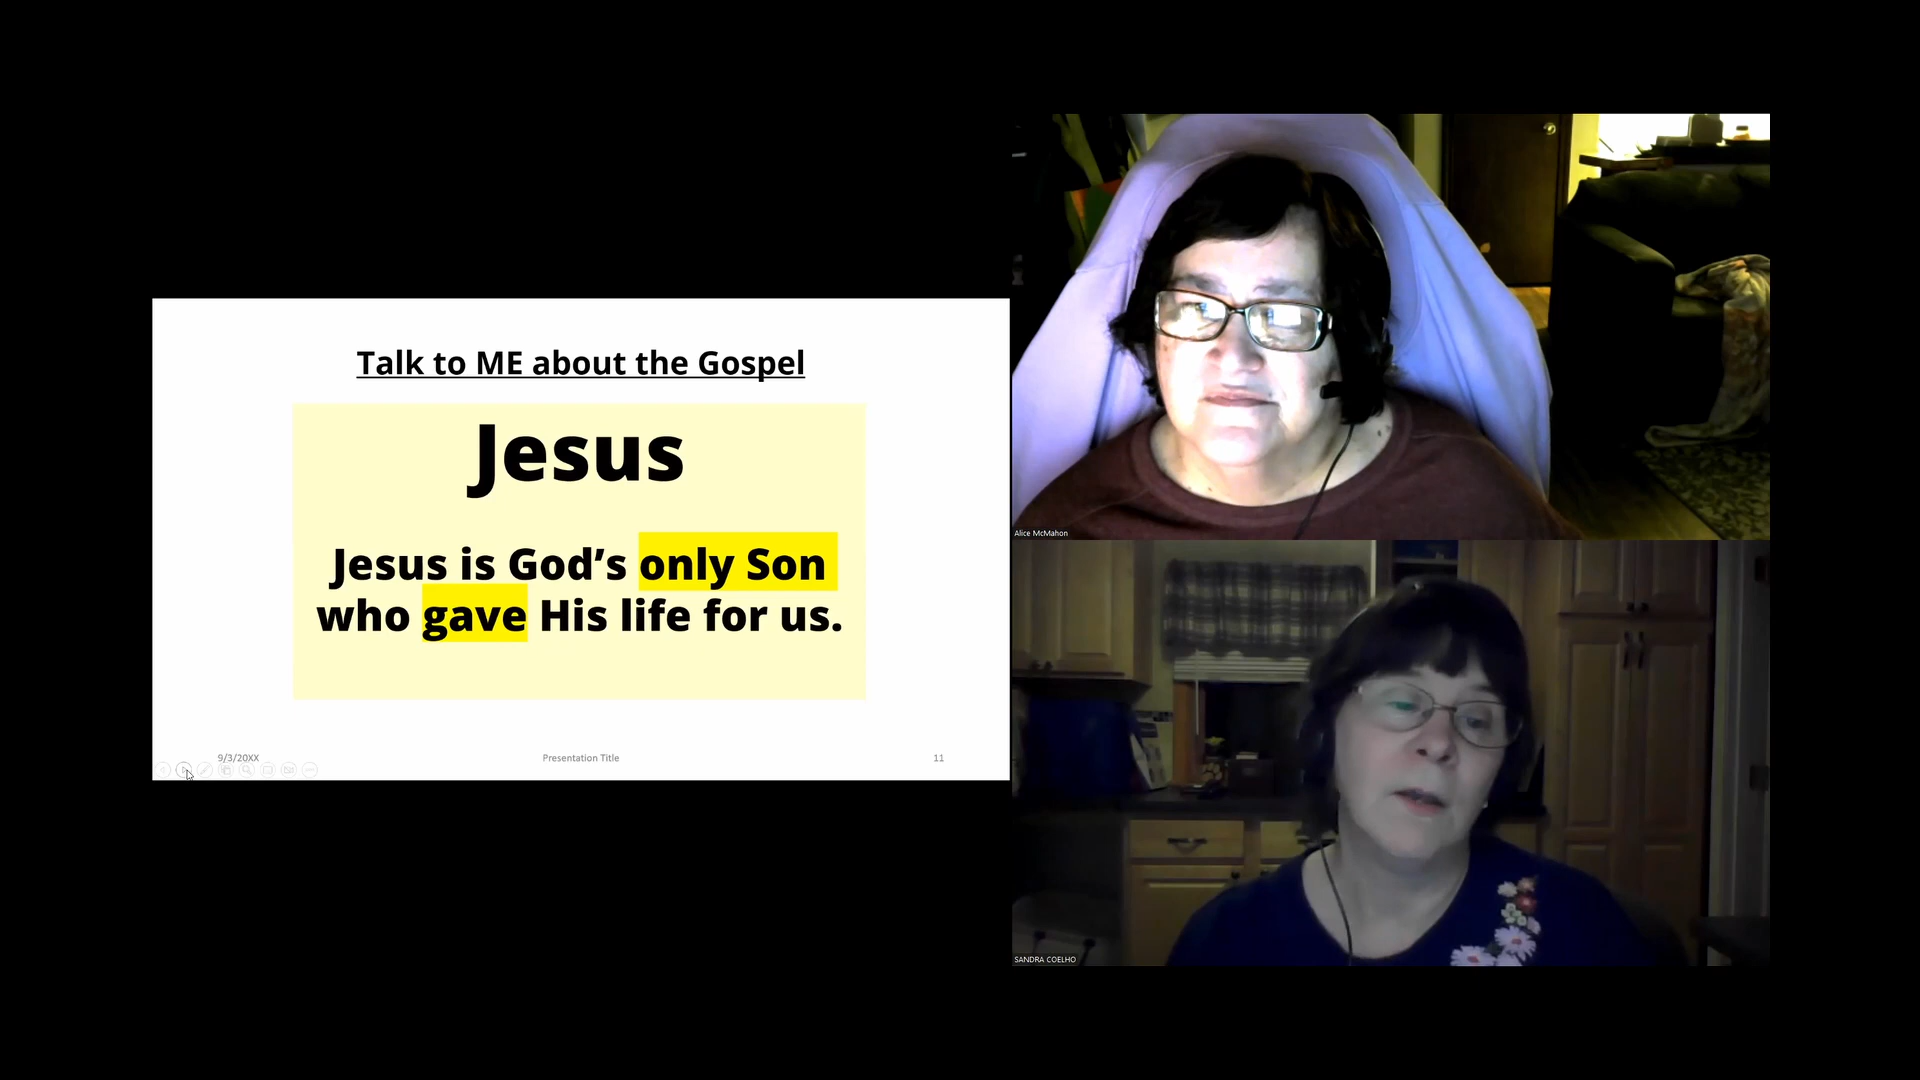 Talk to ME about the Gospel
Jesus
Jesus is God’s only Son
who gave His life for us.
9/3/20XX
Presentation Title
11
Alice McMahon
SANDRA COELHO